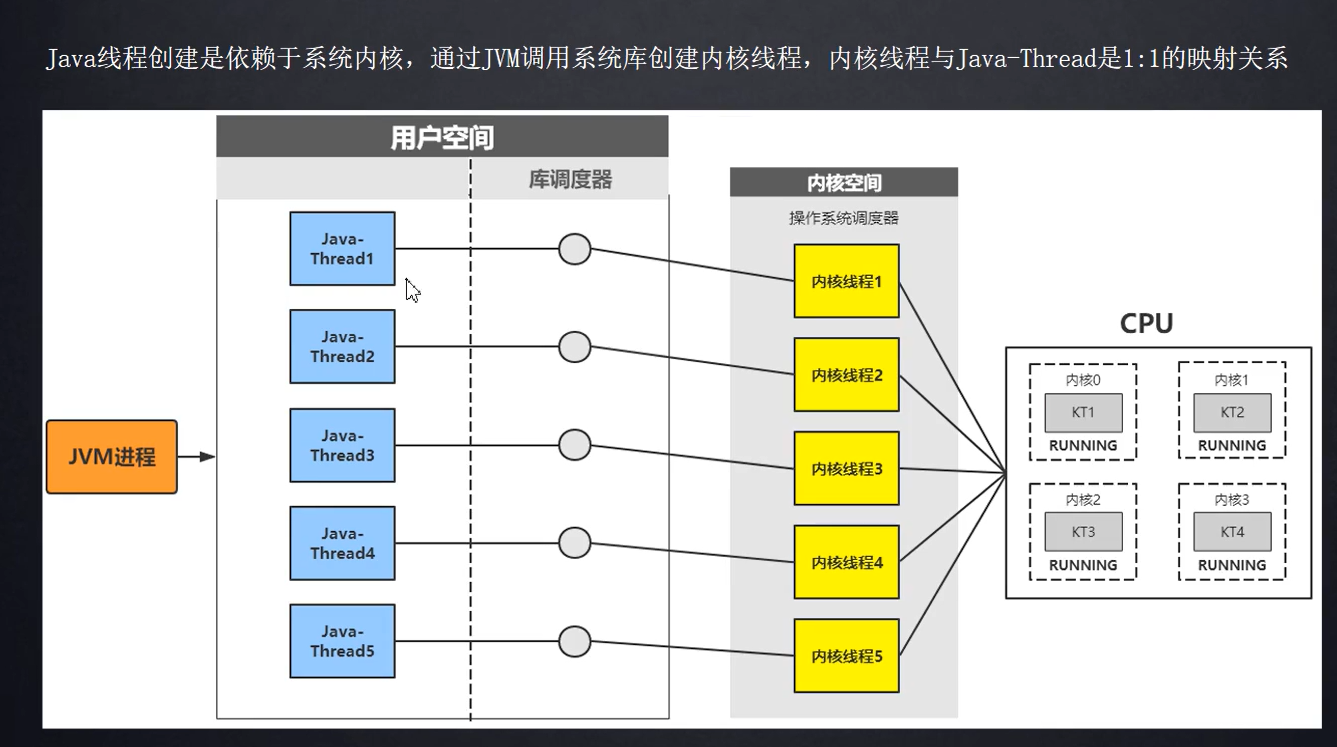 Java线程创建是依赖于系统内核，通过JVM调用系统库创建内核线程，内核线程与Java-Thread是1:1的映射关系
用户空间
库调度器
内核空间
操作系统调度器
JVM进程
Java-
Thread1
Java-
Thread2
Java-
Thread3
Java-
Thread4
Java-
Thread5
内核线程1
内核线程2
内核线程3
内核线程4
内核线程5
CPU
内核0
KT1
RUNNING
内核1
KT2
RUNNING
内核2
KT3
RUNNING
内核3
KT4
RUNNING